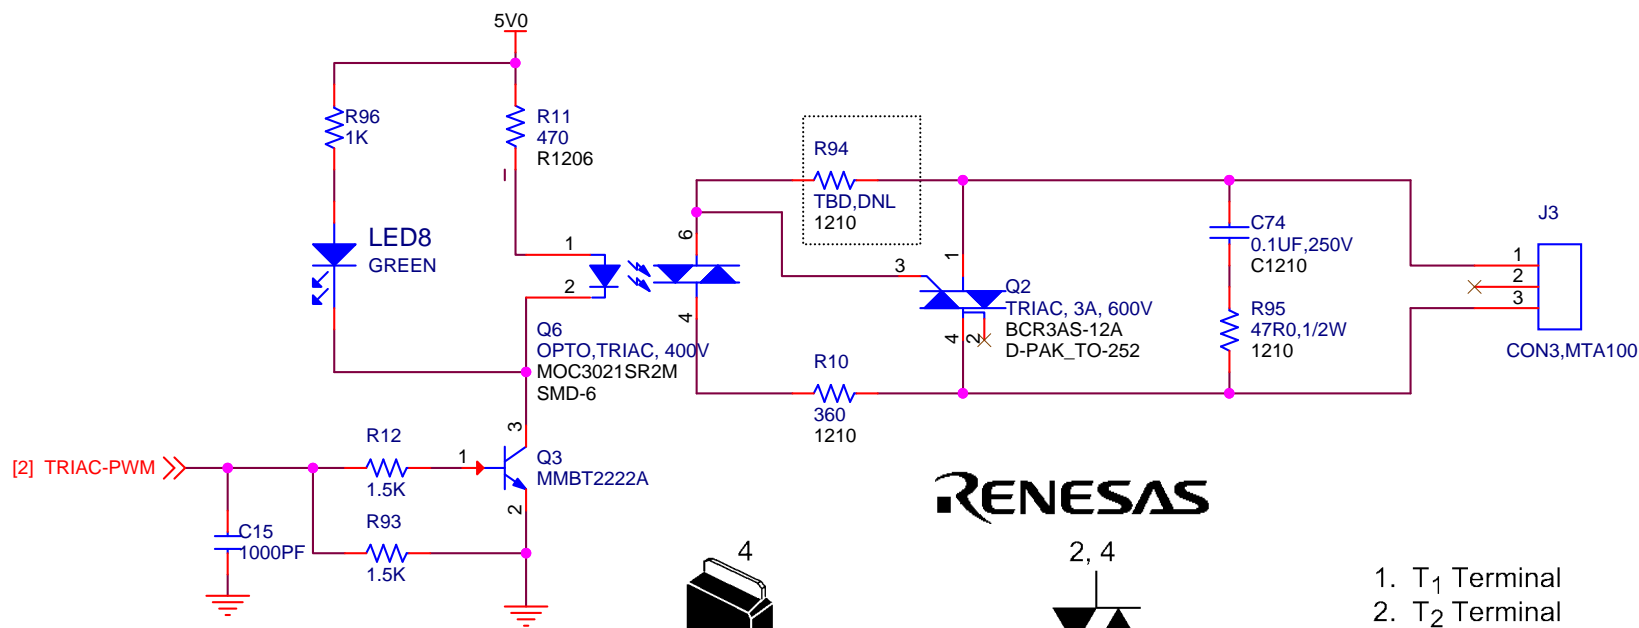 5V0
R96
1K
R11
470
R1206
LED8
GREEN
1
2
6
4
Q6
OPTO,TRIAC, 400V
MOC3021SR2M
SMD-6
R94
TBD,DNL
1210
3
1
4
2
Q2
TRIAC, 3A, 600V
BCR3AS-12A
D-PAK_TO-252
R10
360
1210
C74
0.1UF,250V
C1210
R95
47R0,1/2W
1210
J3
1
2
3
CON3,MTA100
[2] TRIAC-PWM
R12
1.5K
R93
1.5K
C15
1000PF
1
3
2
Q3
MMBT2222A
RENESAS
4
2, 4
1. T1 Terminal
2. T2 Terminal